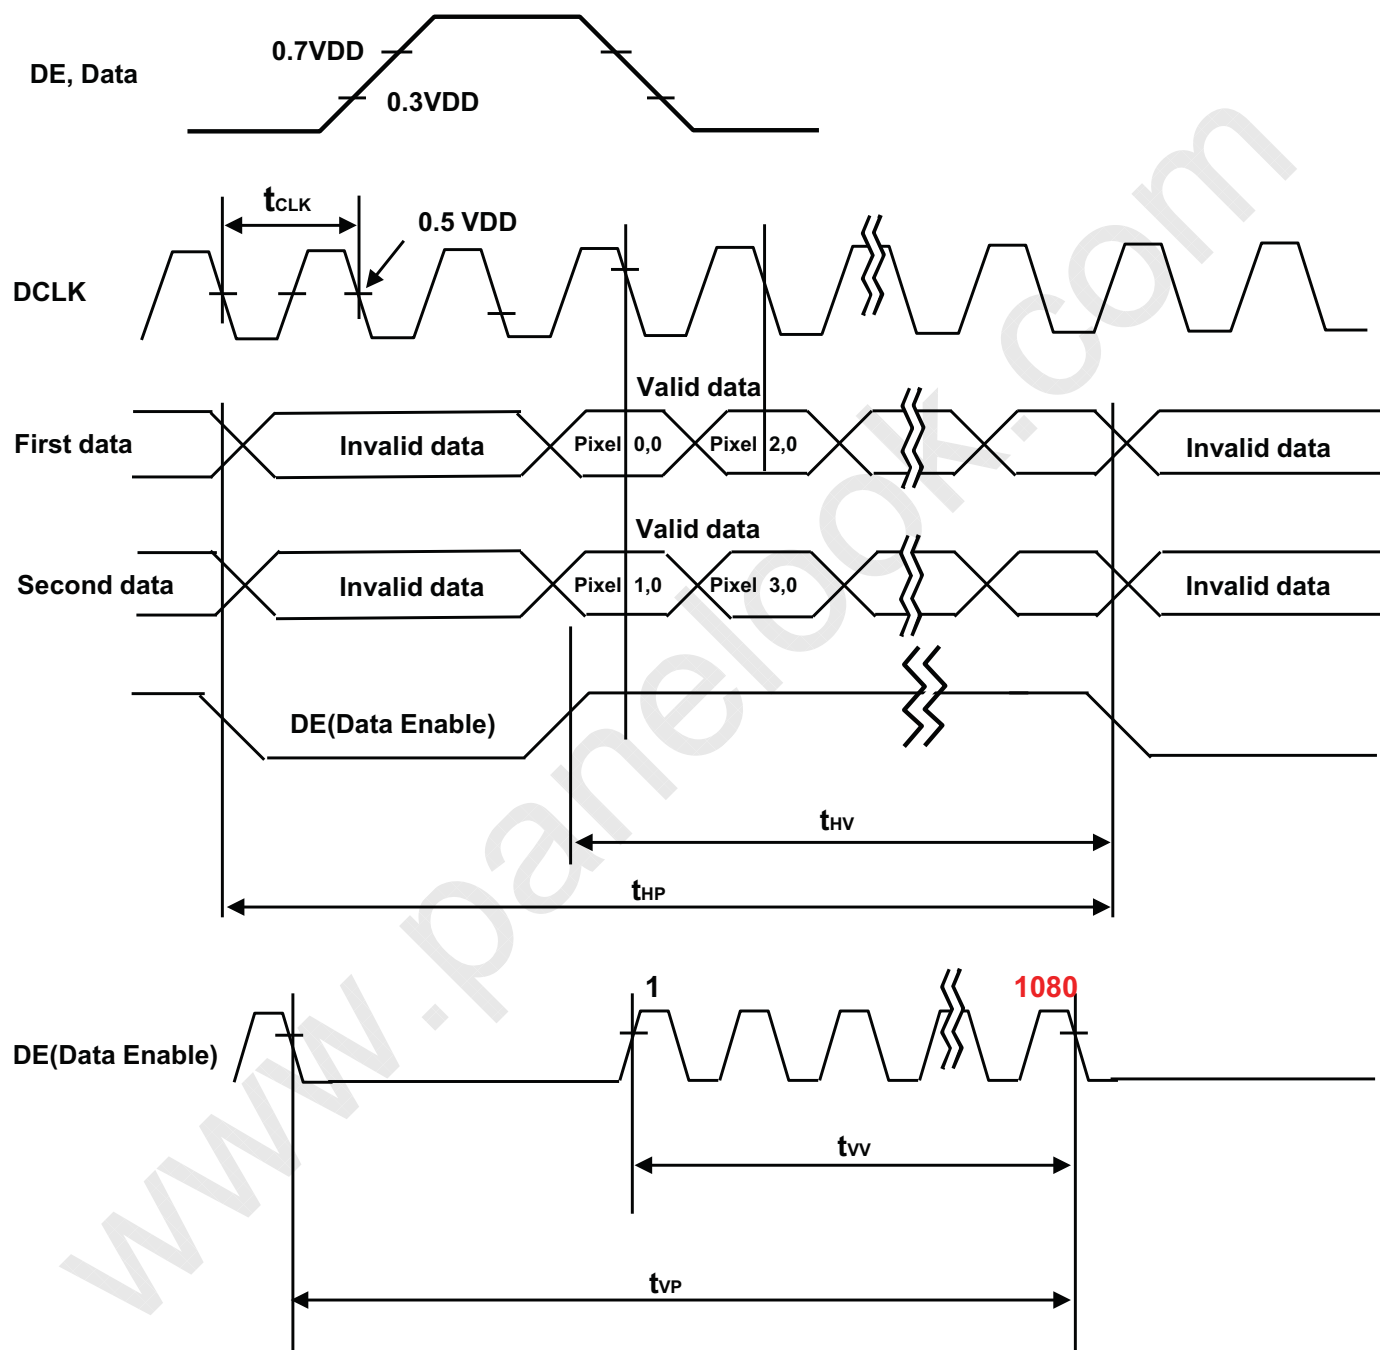 0.7VDD
DE, Data
0.3VDD
tCLK
0.5 VDD
DCLK
Valid data
First data
Invalid data
Pixel 0,0
Pixel 2,0
Invalid data
Valid data
Second data
Invalid data
Pixel 1,0
Pixel 3,0
Invalid data
DE(Data Enable)
tHV
tHP
1
1080
DE(Data Enable)
tVV
tVP
www.panelook.com